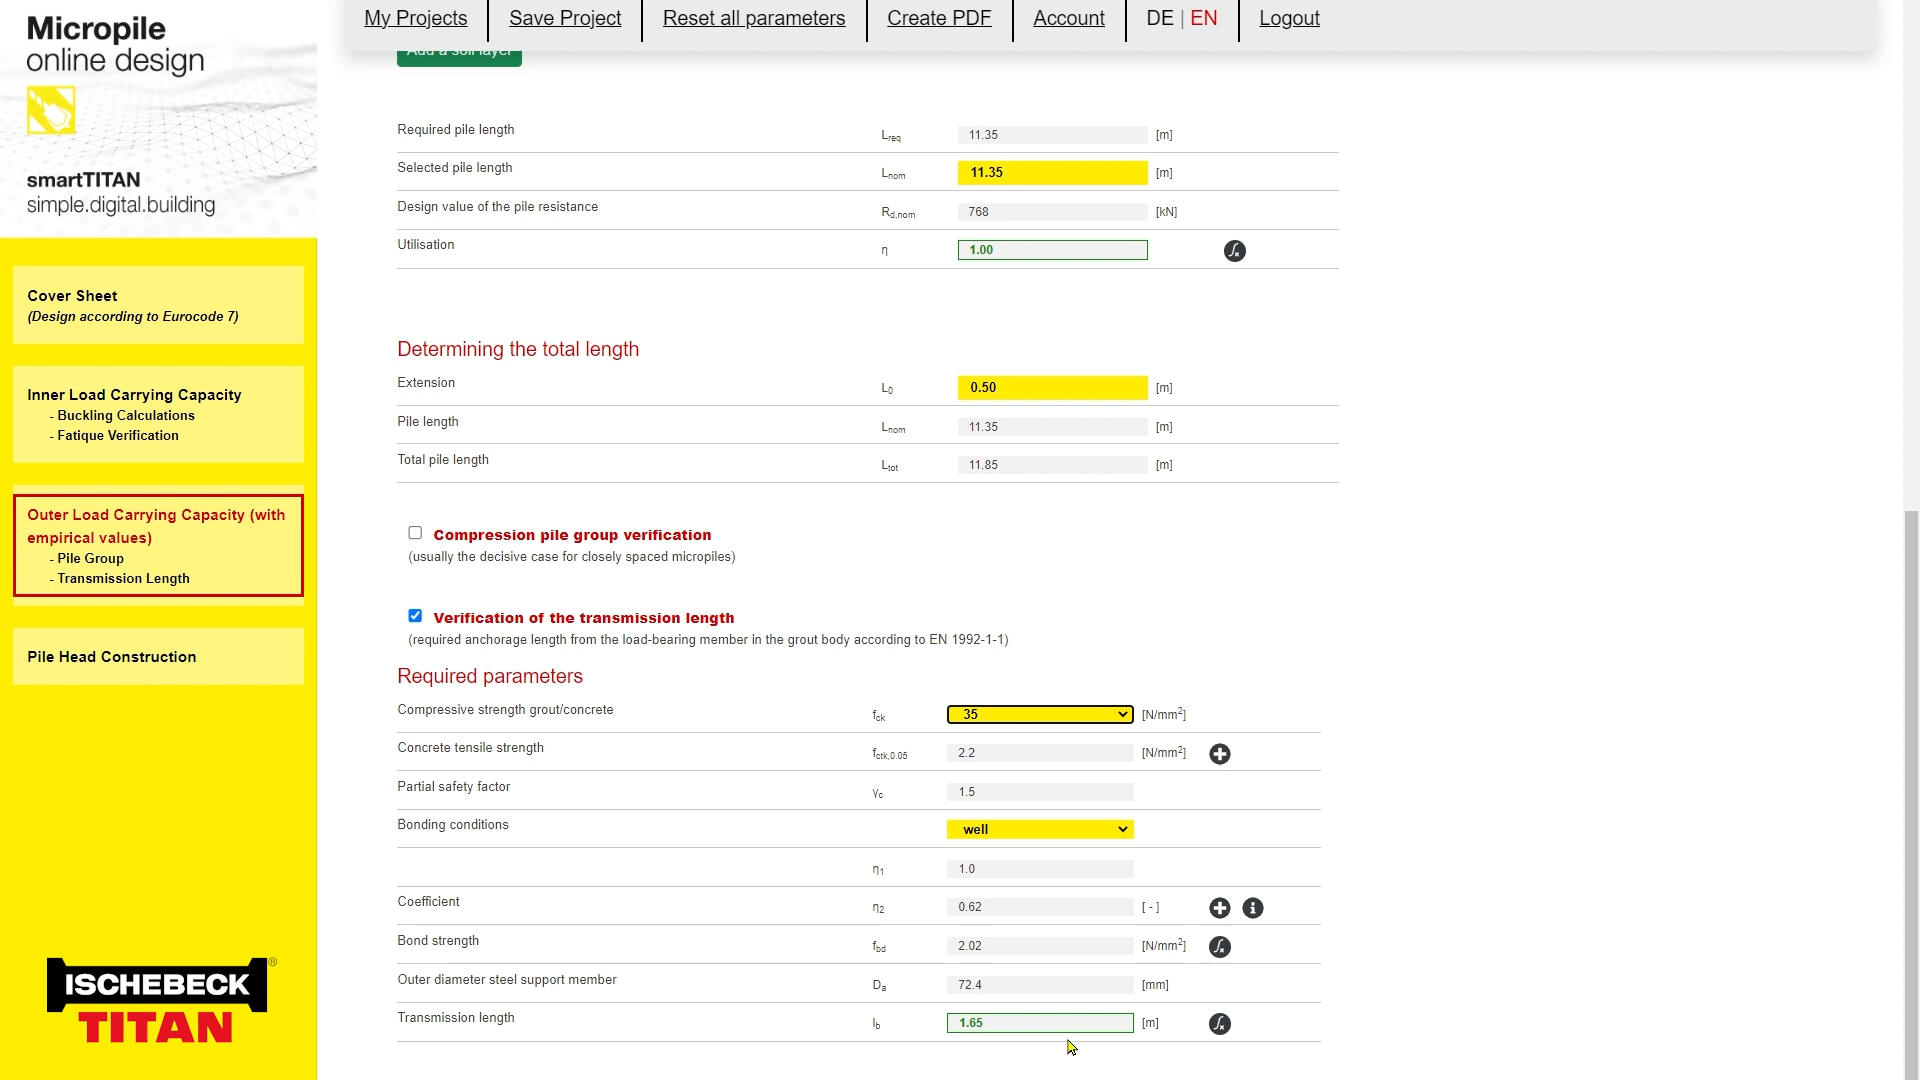 Micropile
online design
smartTITAN
simple.digital.building
My Projects
Save Project
Reset all parameters
Create PDF
Account
DE | EN
Logout
Add a soil layer
Cover Sheet
(Design according to Eurocode 7)
Inner Load Carrying Capacity
- Buckling Calculations
- Fatique Verification
Outer Load Carrying Capacity (with
empirical values)
- Pile Group
- Transmission Length
Pile Head Construction
ISCHEBECK®
TITAN
Required pile length Lreq 11.35 [m]
Selected pile length Lnom 11.35 [m]
Design value of the pile resistance Rd,nom 768 [kN]
Utilisation η 1.00
Determining the total length
Extension L0 0.50 [m]
Pile length Lnom 11.35 [m]
Total pile length Ltot 11.85 [m]
Compression pile group verification
(usually the decisive case for closely spaced micropiles)
Verification of the transmission length
(required anchorage length from the load-bearing member in the grout body according to EN 1992-1-1)
Required parameters
Compressive strength grout/concrete fck 35 [N/mm²]
Concrete tensile strength fctk,0.05 2.2 [N/mm²]
Partial safety factor γc 1.5
Bonding conditions well
η1 1.0
Coefficient η2 0.62 [ - ]
Bond strength fbd 2.02 [N/mm²]
Outer diameter steel support member Da 72.4 [mm]
Transmission length lb 1.65 [m]